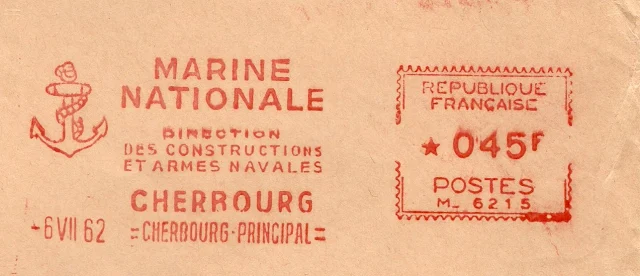 MARINE
NATIONALE
DIRECTION
DES CONSTRUCTIONS
ET ARMES NAVALES
CHERBOURG
-6 VII 62 =CHERBOURG-PRINCIPAL=
REPUBLIQUE
FRANÇAISE
★ 045F
POSTES
M_ 6215